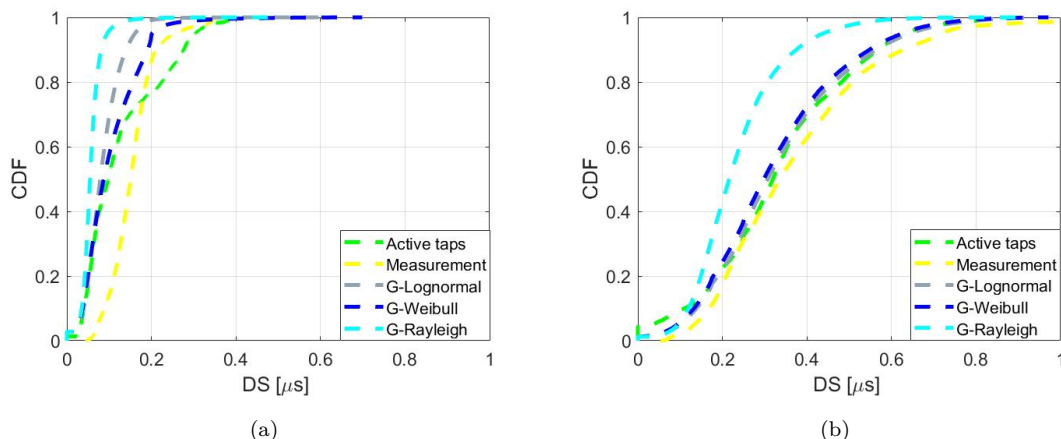 1
0.8
0.6
0.4
0.2
0
CDF
0 0.2 0.4 0.6 0.8 1
DS [μs]
Active taps
Measurement
G-Lognormal
G-Weibull
G-Rayleigh
(a)
1
0.8
0.6
0.4
0.2
0
CDF
0 0.2 0.4 0.6 0.8 1
DS [μs]
Active taps
Measurement
G-Lognormal
G-Weibull
G-Rayleigh
(b)